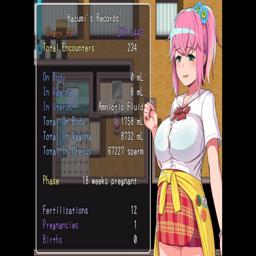 Hazumi's Records
Total Encounters 234
On Body 0 mL
In Vagina 8 mL
In Uterus Amniotic Fluid
Total On Body 1758 mL
Total In Vagina 8732 mL
Total In Uterus 67227 sperm
Phase 18 weeks pregnant.
Fertilizations 12
Pregnancies 1
Births 0